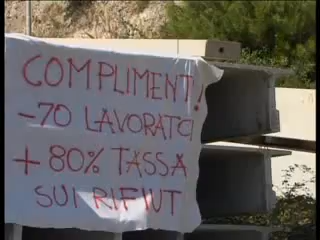 COMPLIMENTI!
-70 LAVORATORI
+ 80% TASSA
SUI RIFIUTI